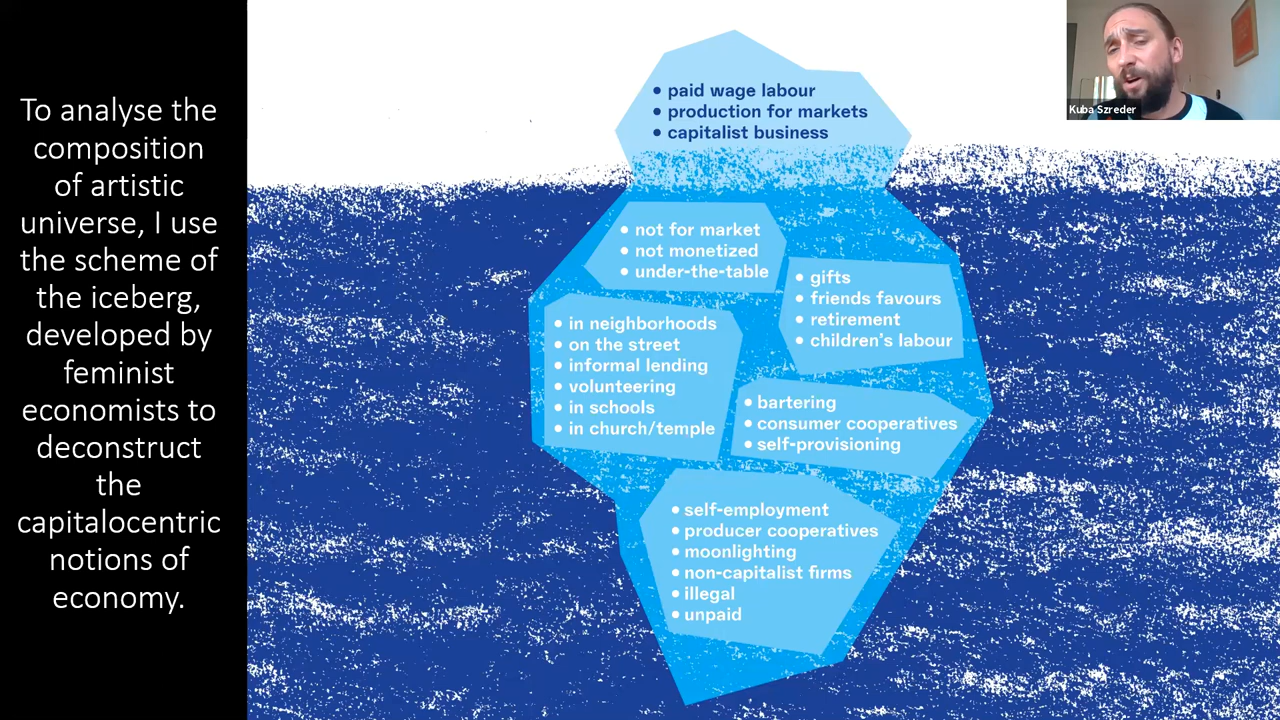 To analyse the
composition
of artistic
universe, I use
the scheme of
the iceberg,
developed by
feminist
economists to
deconstruct
the
capitalocentric
notions of
economy.
• paid wage labour
• production for markets
• capitalist business
• not for market
• not monetized
• under-the-table
• gifts
• friends favours
• retirement
• children's labour
• in neighborhoods
• on the street
• informal lending
• volunteering
• in schools
• in church/temple
• bartering
• consumer cooperatives
• self-provisioning
• self-employment
• producer cooperatives
• moonlighting
• non-capitalist firms
• illegal
• unpaid
Kuba Szreder